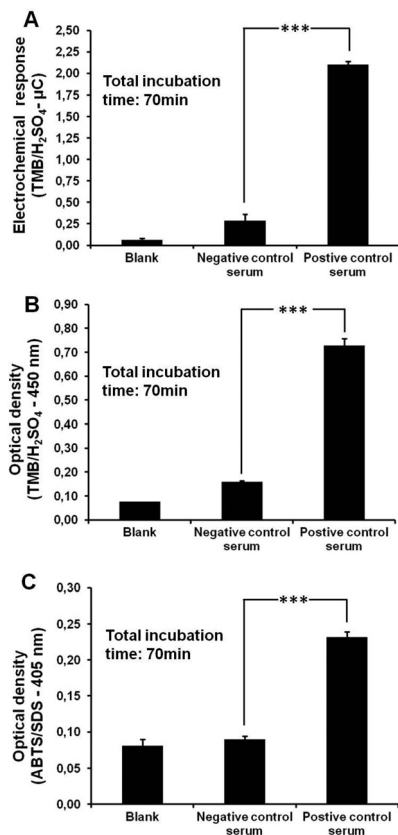 A
Electrochemical response
(TMB/H₂SO₄- µC)
2,50
2,25
2,00
1,75
1,50
1,25
1,00
0,75
0,50
0,25
0,00
Total incubation
time: 70min
***
Blank
Negative control
serum
Postive control
serum
B
Optical density
(TMB/H₂SO₄ - 450 nm)
0,90
0,80
0,70
0,60
0,50
0,40
0,30
0,20
0,10
0,00
Total incubation
time: 70min
***
Blank
Negative control
serum
Postive control
serum
C
Optical density
(ABTS/SDS - 405 nm)
0,30
0,25
0,20
0,15
0,10
0,05
0,00
Total incubation
time: 70min
***
Blank
Negative control
serum
Postive control
serum